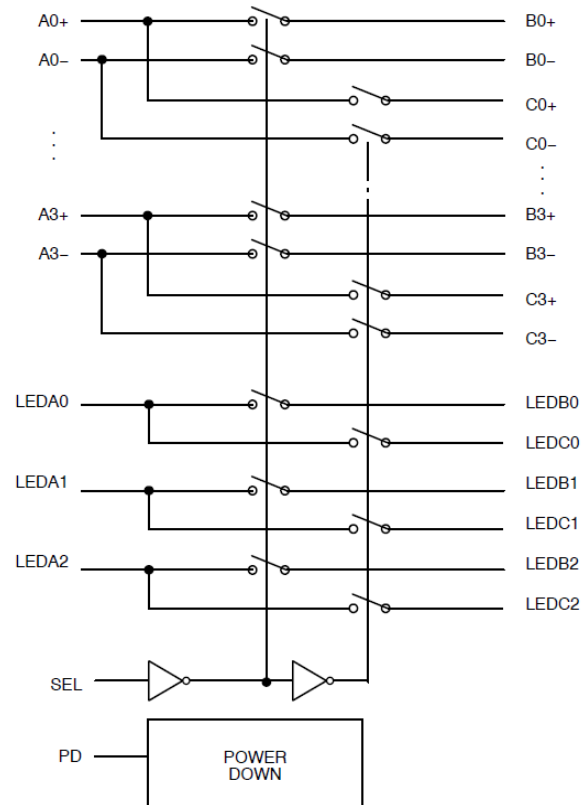 A0+ B0+
A0− B0−
C0+
C0−
A3+ B3+
A3− B3−
C3+
C3−
LEDA0 LEDB0
LEDC0
LEDA1 LEDB1
LEDC1
LEDA2 LEDB2
LEDC2
SEL
PD POWER
DOWN